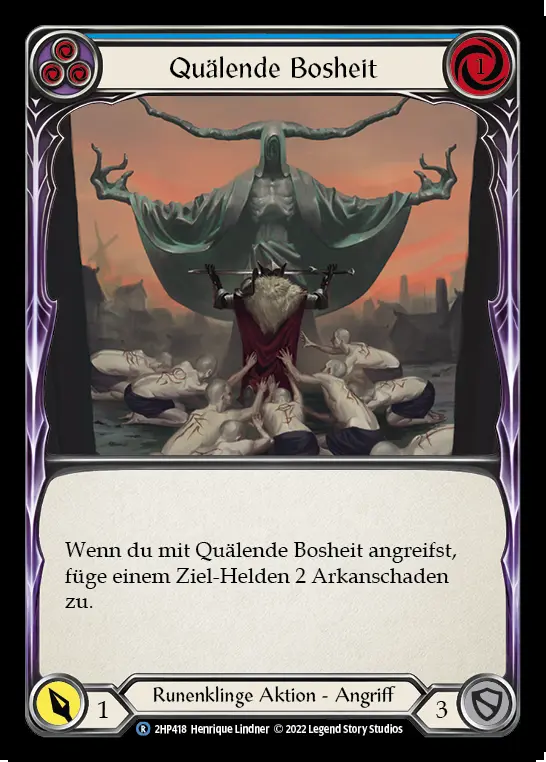 Quälende Bosheit
1
Wenn du mit Quälende Bosheit angreifst,
füge einem Ziel-Helden 2 Arkanschaden
zu.
1
Runenklinge Aktion - Angriff
3
R 2HP418 Henrique Lindner © 2022 Legend Story Studios